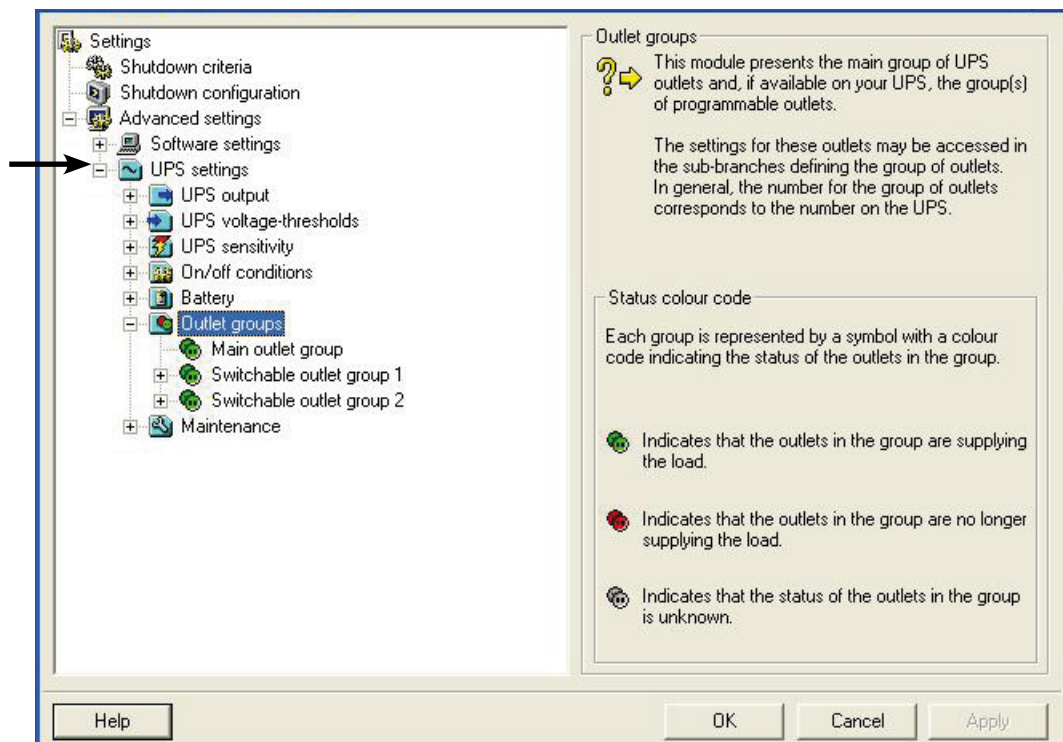 Settings
Shutdown criteria
Shutdown configuration
Advanced settings
Software settings
UPS settings
UPS output
UPS voltage-thresholds
UPS sensitivity
On/off conditions
Battery
Outlet groups
Main outlet group
Switchable outlet group 1
Switchable outlet group 2
Maintenance
Outlet groups
This module presents the main group of UPS
outlets and, if available on your UPS, the group(s)
of programmable outlets.
The settings for these outlets may be accessed in
the sub-branches defining the group of outlets.
In general, the number for the group of outlets
corresponds to the number on the UPS.
Status colour code
Each group is represented by a symbol with a colour
code indicating the status of the outlets in the group.
Indicates that the outlets in the group are supplying
the load.
Indicates that the outlets in the group are no longer
supplying the load.
Indicates that the status of the outlets in the group
is unknown.
Help
OK
Cancel
Apply